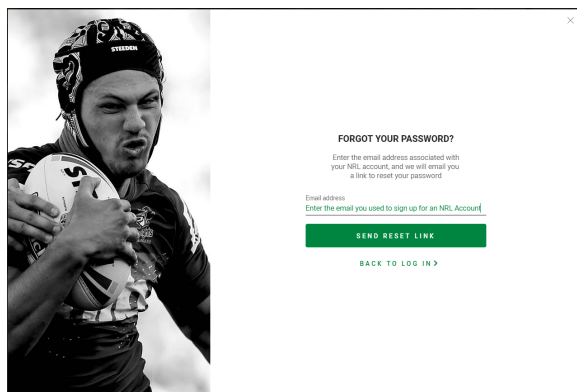 STEEDEN
FORGOT YOUR PASSWORD?
Enter the email address associated with
your NRL account, and we will email you
a link to reset your password
Email address
Enter the email you used to sign up for an NRL Account
SEND RESET LINK
BACK TO LOG IN